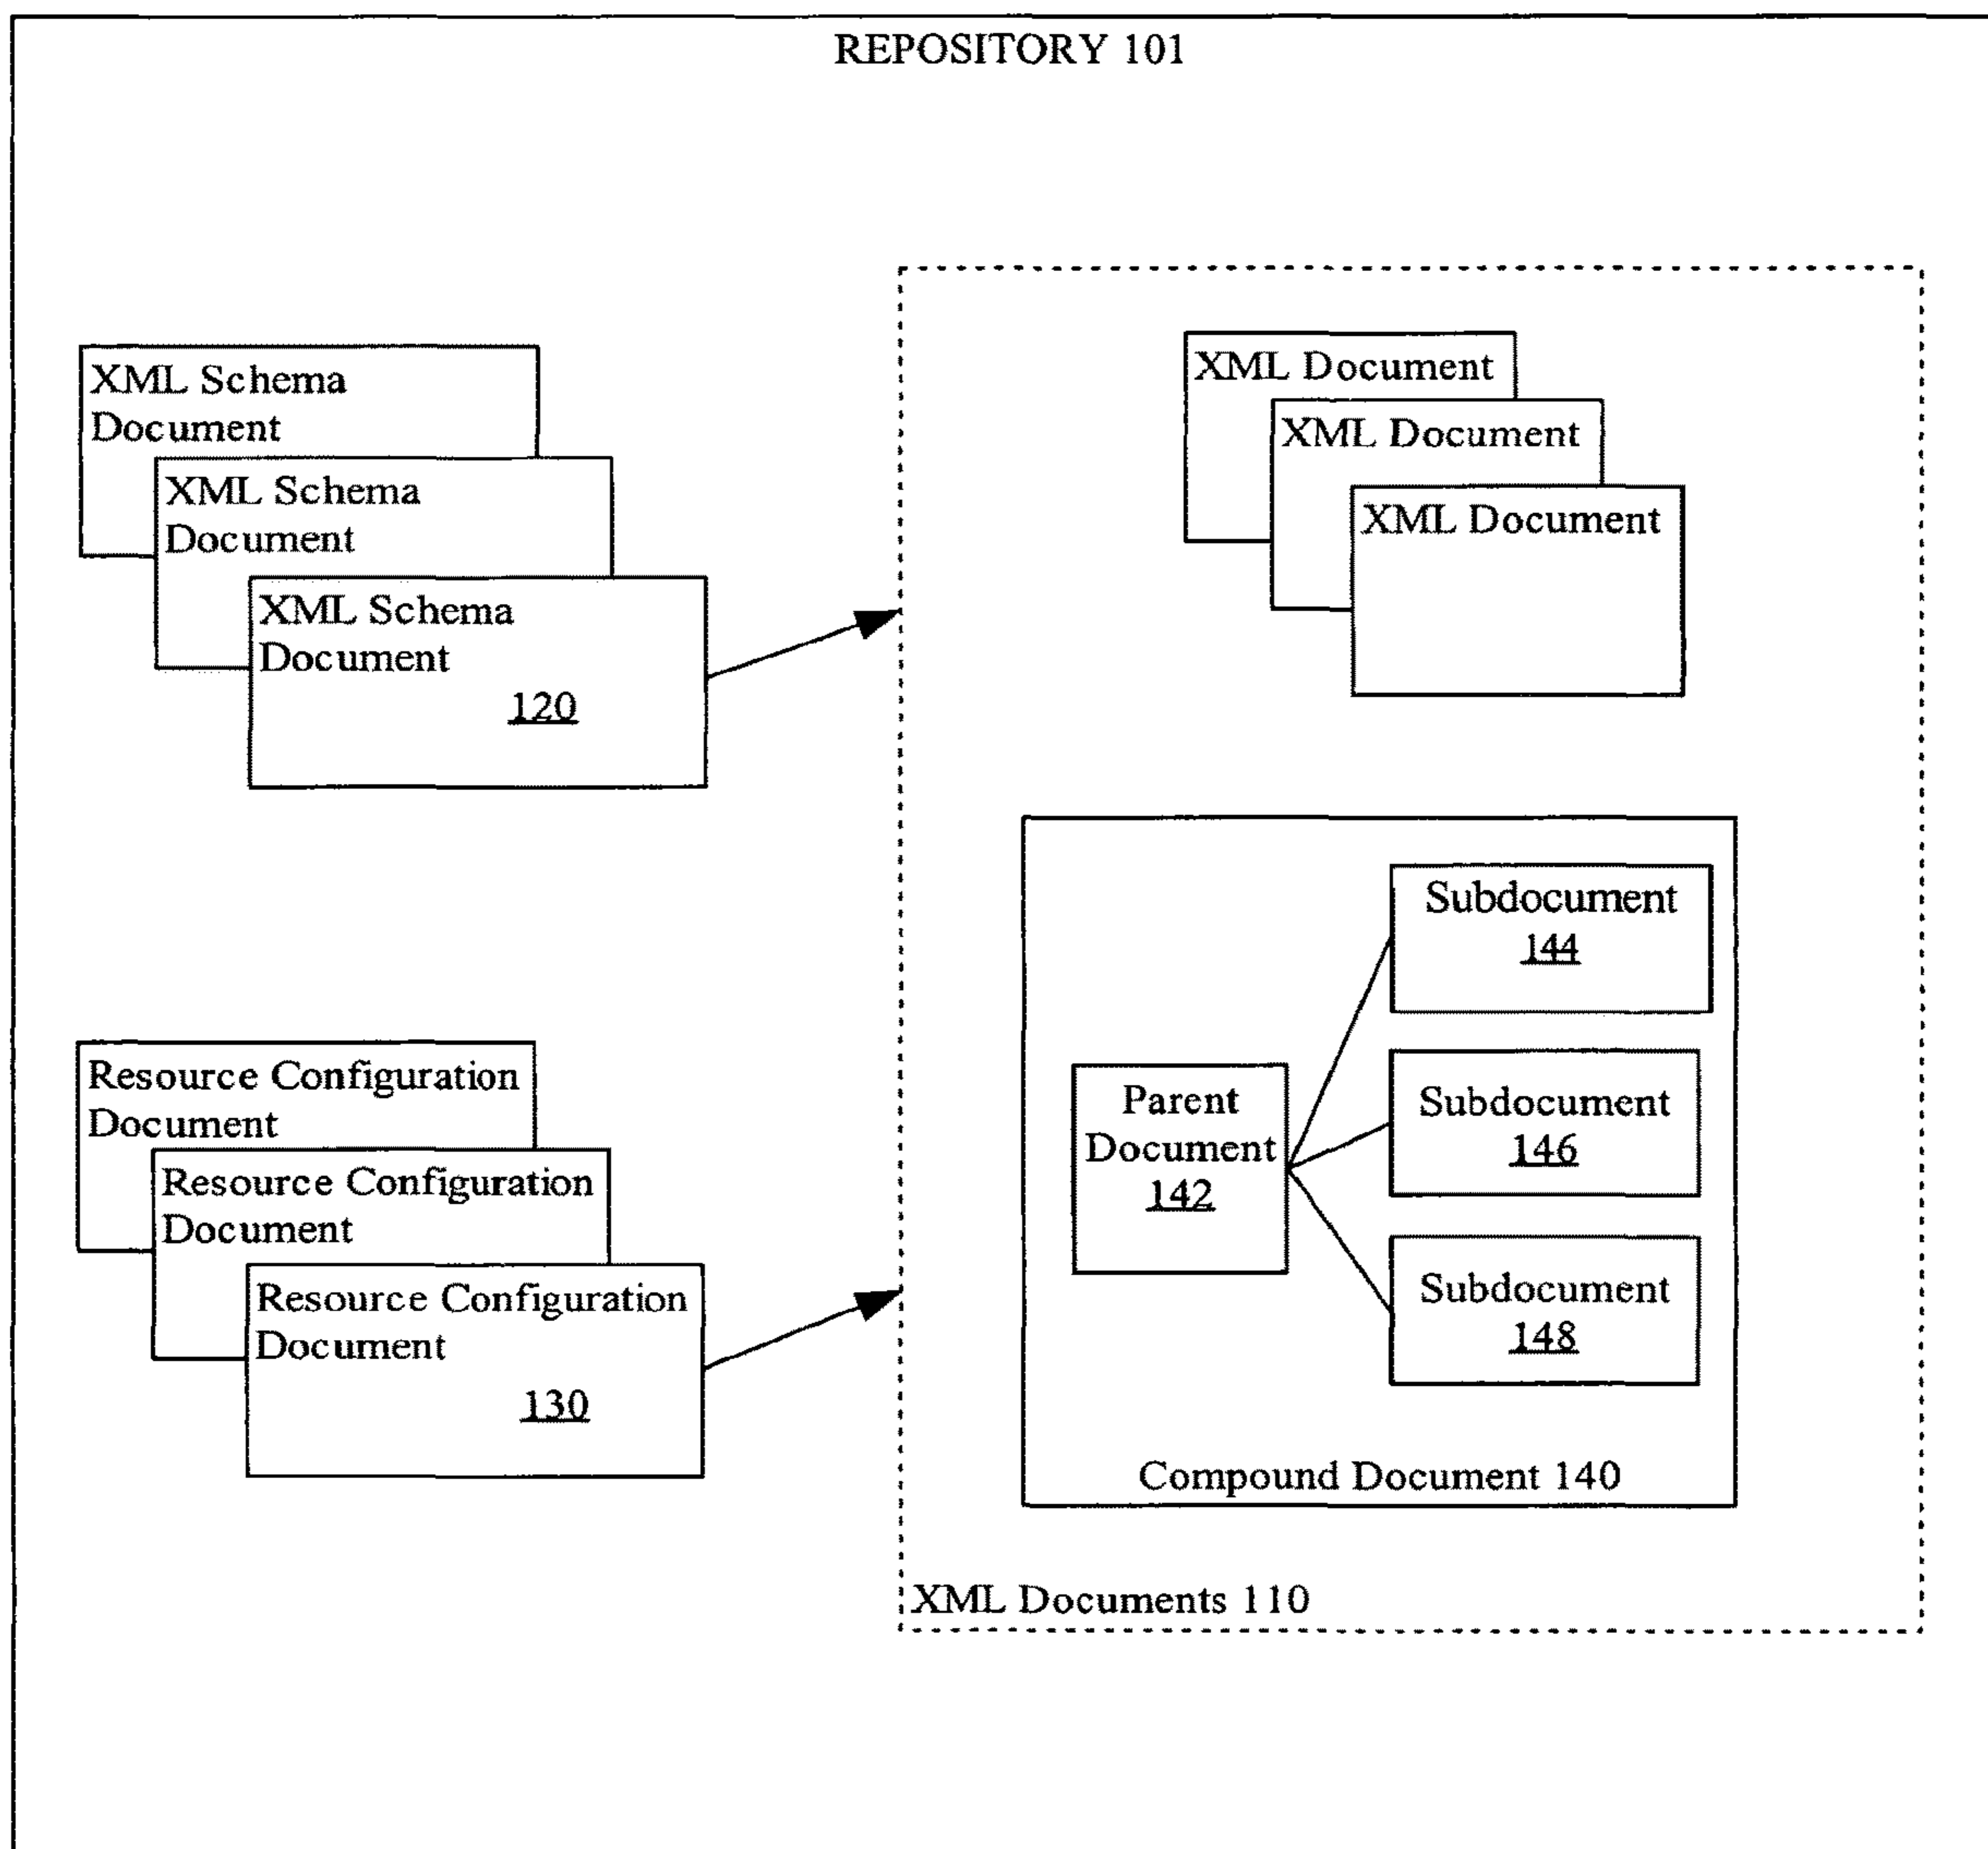 REPOSITORY 101
XML Schema
Document
XML Schema
Document
XML Schema
Document
120
Resource Configuration
Document
Resource Configuration
Document
Resource Configuration
Document
130
XML Document
XML Document
XML Document
Subdocument
144
Parent
Document
142
Subdocument
146
Subdocument
148
Compound Document 140
XML Documents 110